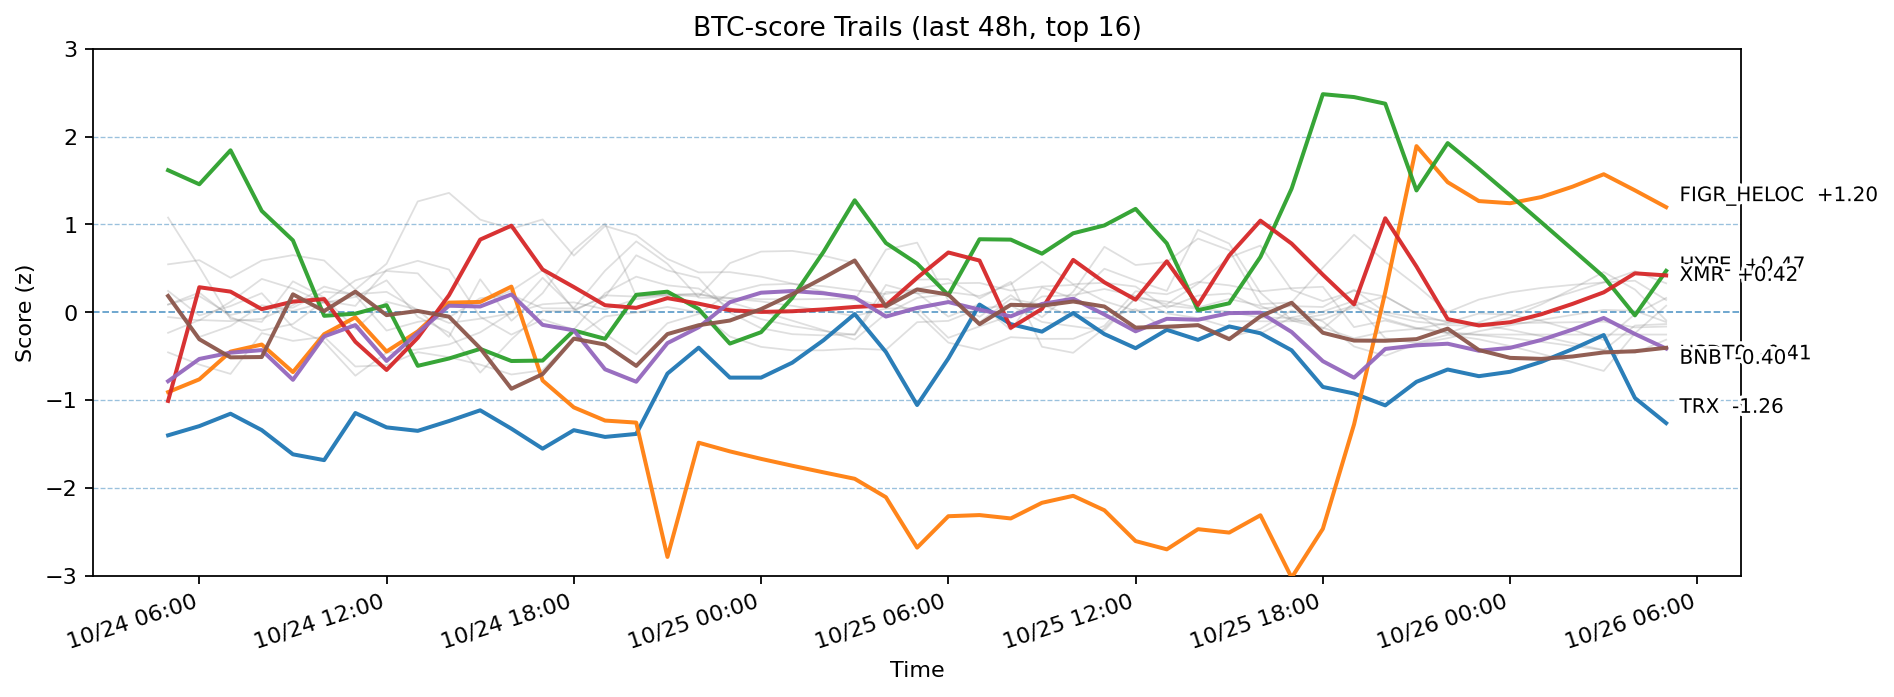 BTC-score Trails (last 48h, top 16)
Score (z)
3
2
1
0
−1
−2
−3
FIGR_HELOC +1.20
HYPE +0.47
XMR +0.42
BNB -0.40
TRX -1.26
10/24 06:00
10/24 12:00
10/24 18:00
10/25 00:00
10/25 06:00
10/25 12:00
10/25 18:00
10/26 00:00
10/26 06:00
Time